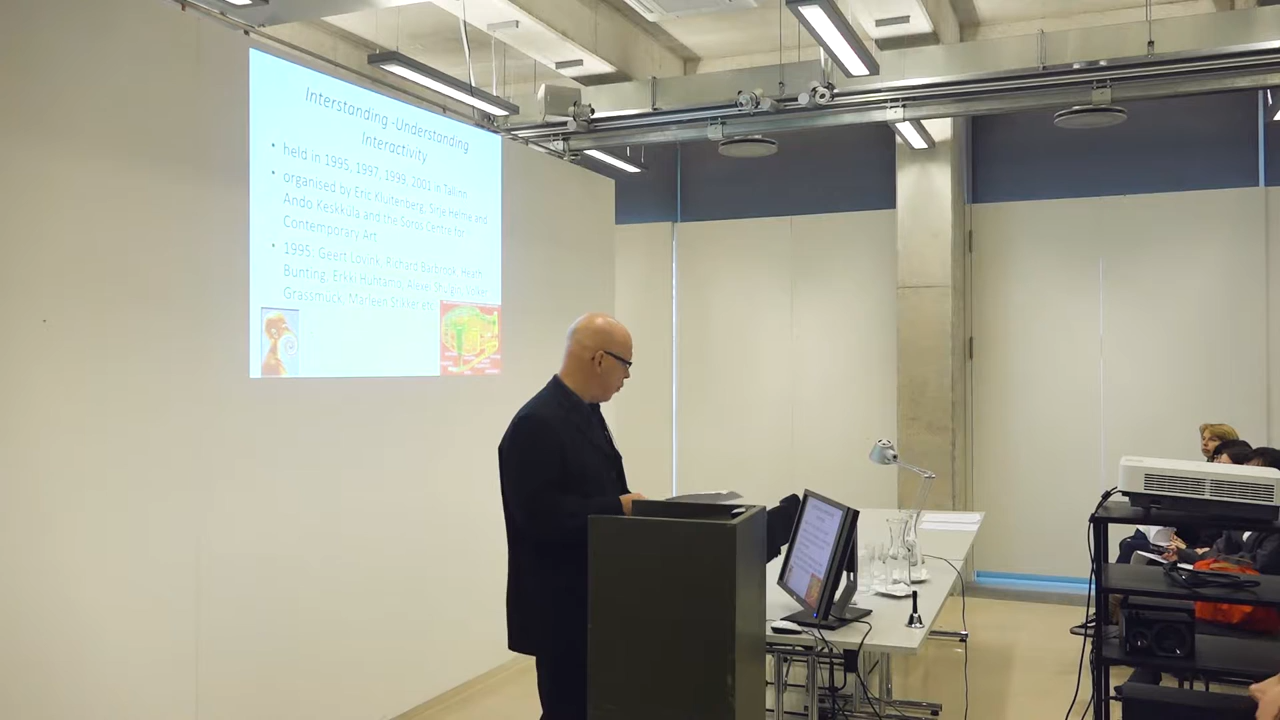 Interstanding -Understanding
Interactivity
• held in 1995, 1997, 1999, 2001 in Tallinn
• organised by Eric Kluitenberg, Sirje Helme and
Ando Keskküla and the Soros Centre for
Contemporary Art
• 1995: Geert Lovink, Richard Barbrook, Heath
Bunting, Erkki Huhtamo, Alexei Shulgin, Volker
Grassmuck, Marleen Stikker etc.